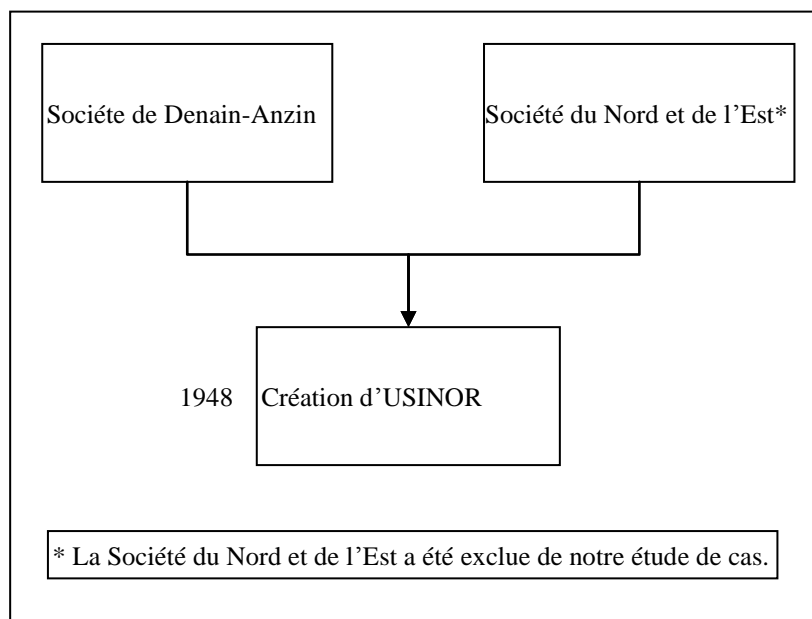 Sociéte de Denain-Anzin
Société du Nord et de l’Est*
1948
Création d’USINOR
* La Société du Nord et de l’Est a été exclue de notre étude de cas.